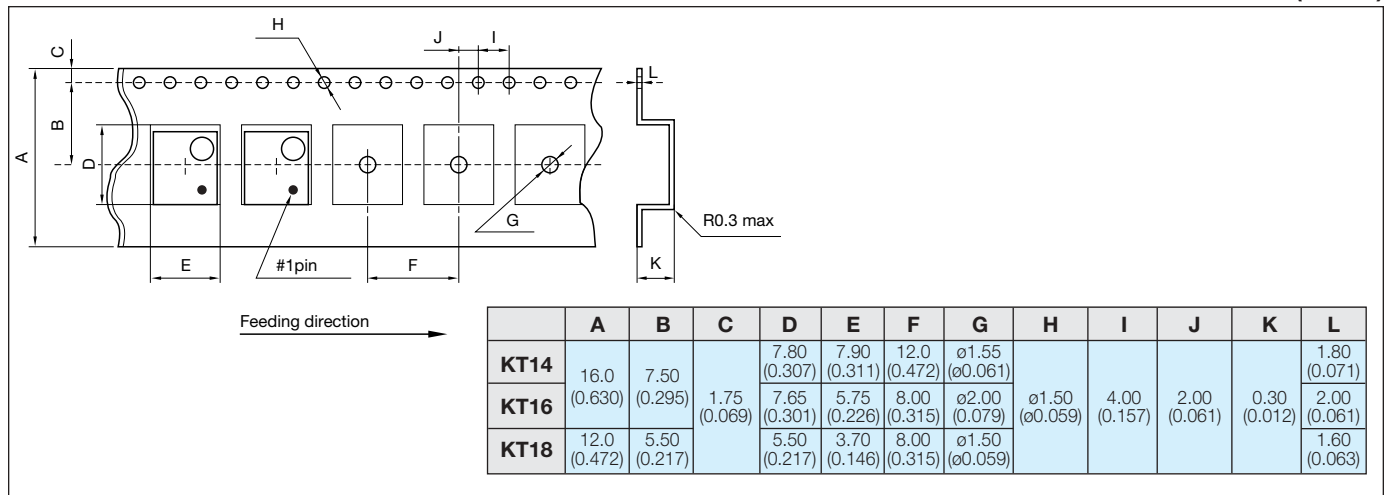 H
J I
C
L
B
A
D
G
R0.3 max
E
#1pin
F
K
Feeding direction
A B C D E F G H I J K L
KT14 16.0 (0.630) 7.50 (0.295) 1.75 (0.069) 7.80 (0.307) 7.90 (0.311) 12.0 (0.472) ø1.55 (ø0.061) ø1.50 (ø0.059) 4.00 (0.157) 2.00 (0.061) 0.30 (0.012) 1.80 (0.071)
KT16 7.65 (0.301) 5.75 (0.226) 8.00 (0.315) ø2.00 (0.079) 2.00 (0.061)
KT18 12.0 (0.472) 5.50 (0.217) 5.50 (0.217) 3.70 (0.146) 8.00 (0.315) ø1.50 (ø0.059) 1.60 (0.063)